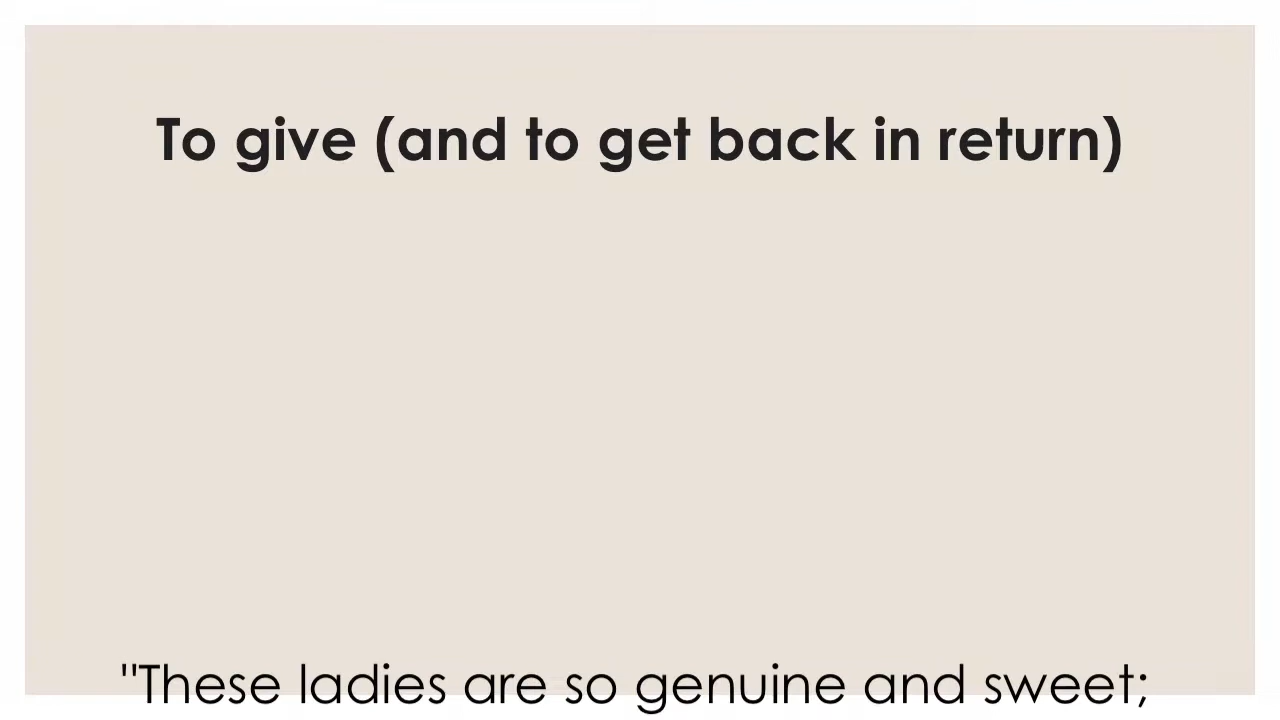 To give (and to get back in return)
"These ladies are so genuine and sweet;